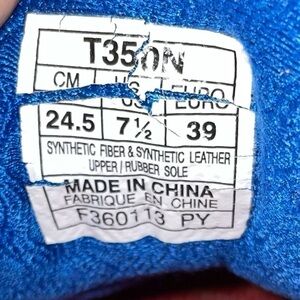 T350N
CM US EURO
24.5 7½ 39
SYNTHETIC FIBER & SYNTHETIC LEATHER
UPPER / RUBBER SOLE
MADE IN CHINA
FABRIQUE EN CHINE
F360113 PY